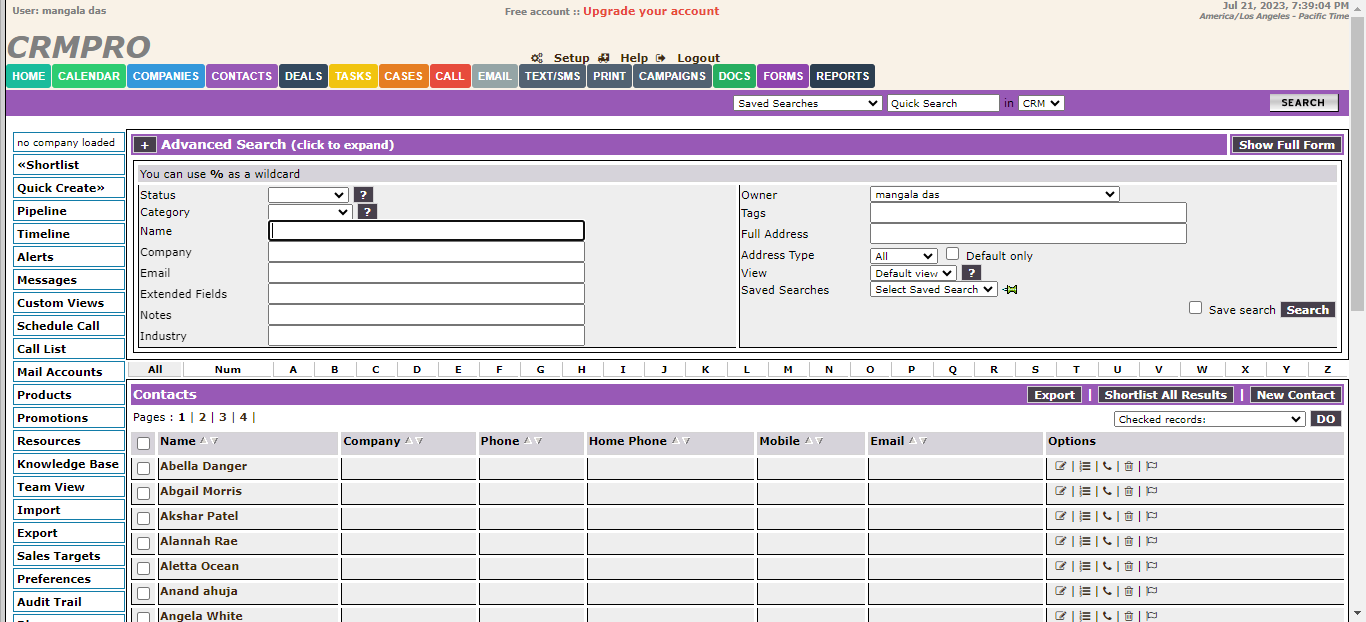 User: mangala das
Free account :: Upgrade your account
Jul 21, 2023, 7:39:04 PM
America/Los Angeles - Pacific Time
CRMPRO
Setup Help Logout
HOME CALENDAR COMPANIES CONTACTS DEALS TASKS CASES CALL EMAIL TEXT/SMS PRINT CAMPAIGNS DOCS FORMS REPORTS
Saved Searches Quick Search in CRM SEARCH
no company loaded
«Shortlist
Quick Create»
Pipeline
Timeline
Alerts
Messages
Custom Views
Schedule Call
Call List
Mail Accounts
Products
Promotions
Resources
Knowledge Base
Team View
Import
Export
Sales Targets
Preferences
Audit Trail
+ Advanced Search (click to expand) Show Full Form
You can use % as a wildcard
Status ?
Category ?
Name
Company
Email
Extended Fields
Notes
Industry
Owner mangala das
Tags
Full Address
Address Type All Default only
View Default view ?
Saved Searches Select Saved Search
Save search Search
All Num A B C D E F G H I J K L M N O P Q R S T U V W X Y Z
Contacts Export | Shortlist All Results | New Contact
Pages : 1 | 2 | 3 | 4 |
Checked records: DO
Name Company Phone Home Phone Mobile Email Options
Abella Danger
Abgail Morris
Akshar Patel
Alannah Rae
Aletta Ocean
Anand ahuja
Angela White